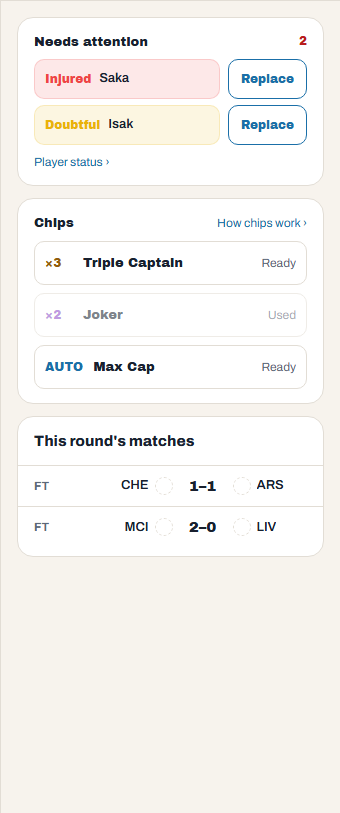 Needs attention 2
Injured Saka Replace
Doubtful Isak Replace
Player status ›
Chips How chips work ›
×3 Triple Captain Ready
×2 Joker Used
AUTO Max Cap Ready
This round's matches
FT CHE 1–1 ARS
FT MCI 2–0 LIV